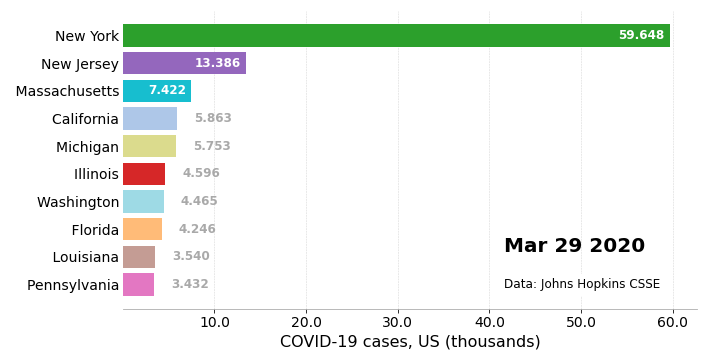 New York 59.648
New Jersey 13.386
Massachusetts 7.422
California 5.863
Michigan 5.753
Illinois 4.596
Washington 4.465
Florida 4.246
Louisiana 3.540
Pennsylvania 3.432
Mar 29 2020
Data: Johns Hopkins CSSE
10.0 20.0 30.0 40.0 50.0 60.0
COVID-19 cases, US (thousands)